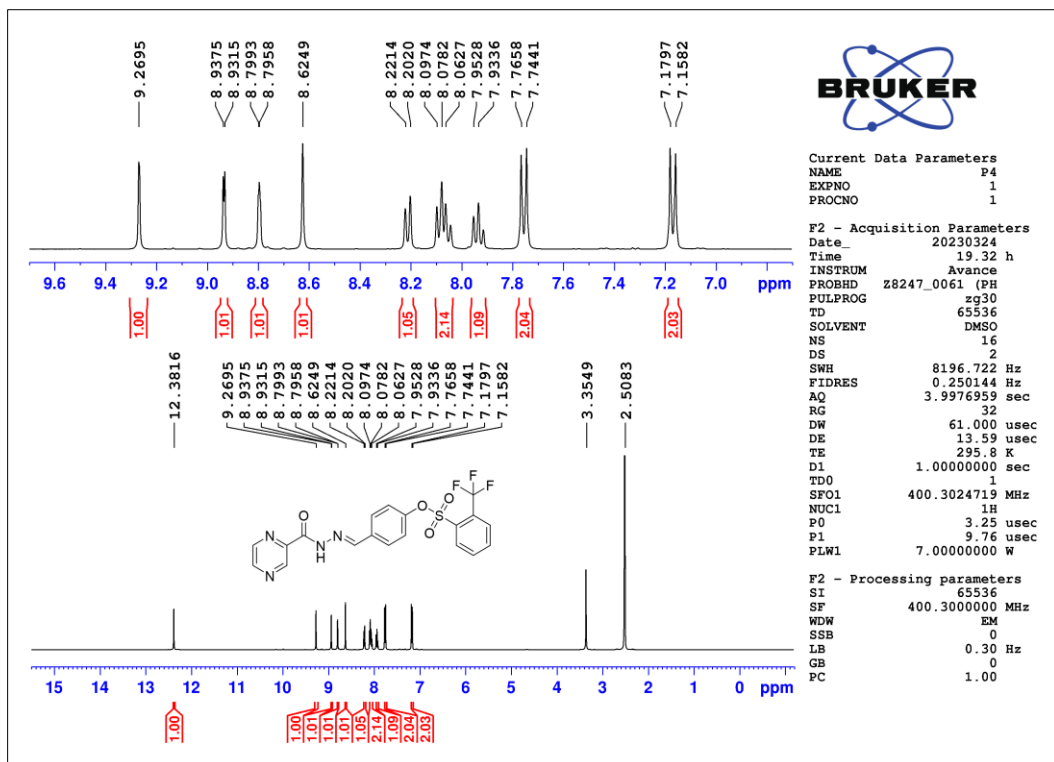 9.2695
8.9375
8.9315
8.7993
8.7958
8.6249
8.2214
8.2020
8.0974
8.0782
8.0627
7.9528
7.9336
7.7658
7.7441
7.1797
7.1582
9.6 9.4 9.2 9.0 8.8 8.6 8.4 8.2 8.0 7.8 7.6 7.4 7.2 7.0 ppm
1.00 1.01 1.01 1.01 1.05 2.14 1.09 2.04 2.03
12.3816
9.2695
8.9375
8.9315
8.7993
8.7958
8.6249
8.2214
8.2020
8.0974
8.0782
8.0627
7.9528
7.9336
7.7658
7.7441
7.1797
7.1582
3.3549
2.5083
F
F
F
O
O
S
O
O
N
N
NH
N
15 14 13 12 11 10 9 8 7 6 5 4 3 2 1 0 ppm
1.00 1.00 1.01 1.01 1.01 1.05 2.14 1.09 2.04 2.03
BRUKER
Current Data Parameters
NAME P4
EXPNO 1
PROCNO 1
F2 - Acquisition Parameters
Date_ 20230324
Time 19.32 h
INSTRUM Avance
PROBHD Z8247_0061 (PH
PULPROG zg30
TD 65536
SOLVENT DMSO
NS 16
DS 2
SWH 8196.722 Hz
FIDRES 0.250144 Hz
AQ 3.9976959 sec
RG 32
DW 61.000 usec
DE 13.59 usec
TE 295.8 K
D1 1.00000000 sec
TD0 1
SFO1 400.3024719 MHz
NUC1 1H
P0 3.25 usec
P1 9.76 usec
PLW1 7.00000000 W
F2 - Processing parameters
SI 65536
SF 400.3000000 MHz
WDW EM
SSB 0
LB 0.30 Hz
GB 0
PC 1.00